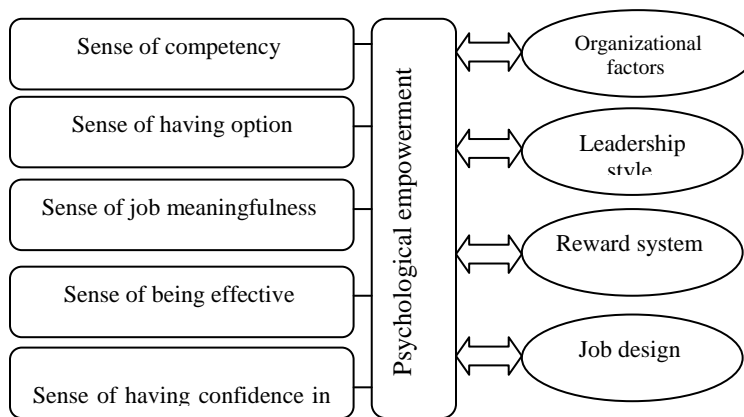 Sense of competency
Sense of having option
Sense of job meaningfulness
Sense of being effective
Sense of having confidence in
Psychological empowerment
Organizational
factors
Leadership
style
Reward system
Job design